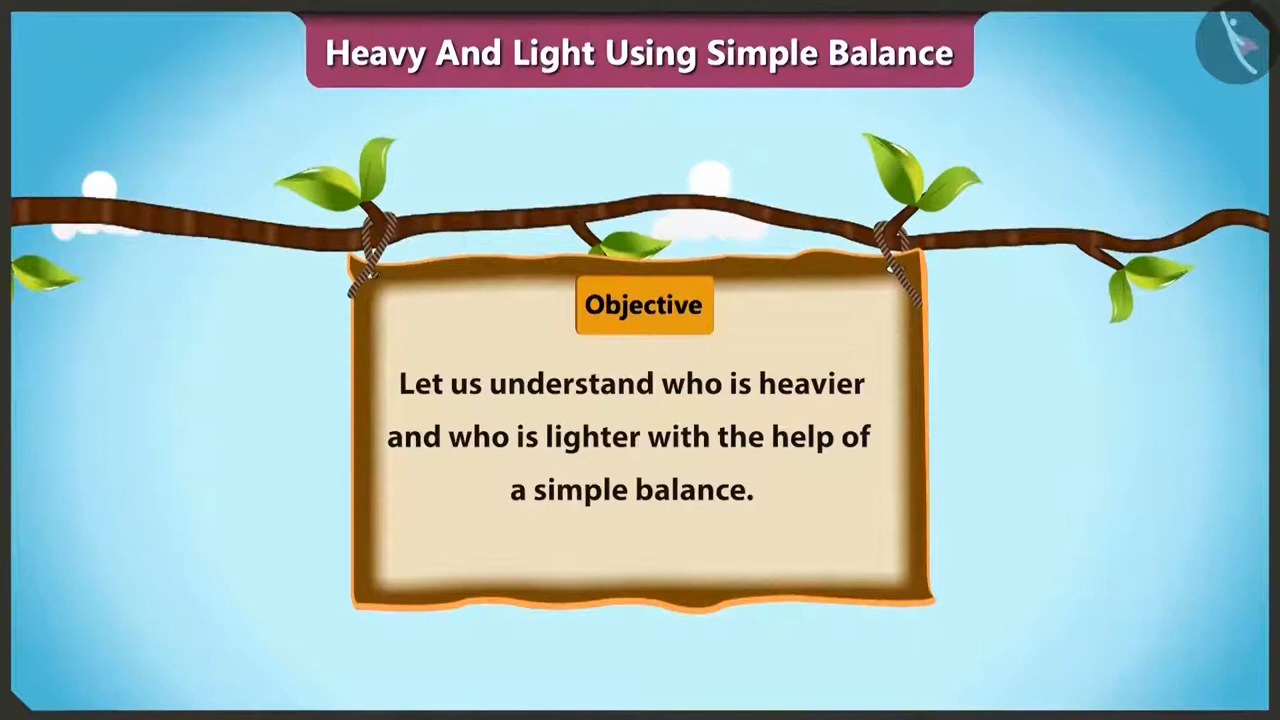 Heavy And Light Using Simple Balance
Objective
Let us understand who is heavier
and who is lighter with the help of
a simple balance.